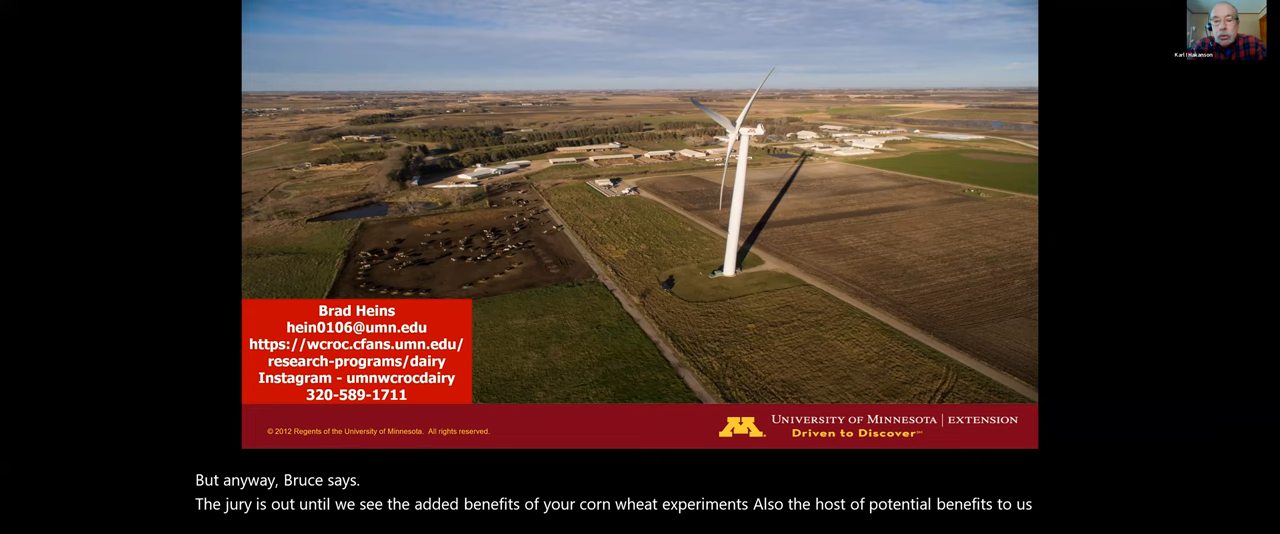 Karl I Hakanson
Brad Heins
hein0106@umn.edu
https://wcroc.cfans.umn.edu/
research-programs/dairy
Instagram - umnwcrocdairy
320-589-1711
© 2012 Regents of the University of Minnesota. All rights reserved.
UNIVERSITY OF MINNESOTA | EXTENSION
Driven to Discover℠
But anyway, Bruce says.
The jury is out until we see the added benefits of your corn wheat experiments Also the host of potential benefits to us